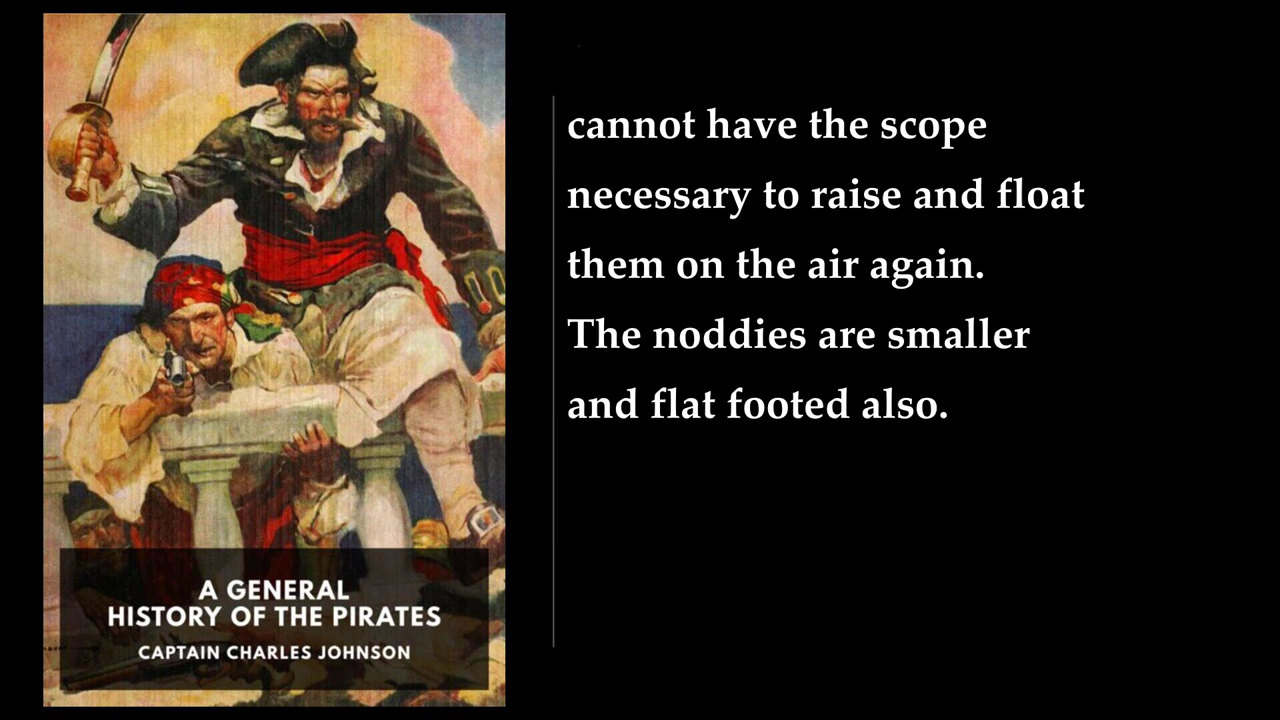 cannot have the scope
necessary to raise and float
them on the air again.
The noddies are smaller
and flat footed also.
A GENERAL
HISTORY OF THE PIRATES
CAPTAIN CHARLES JOHNSON